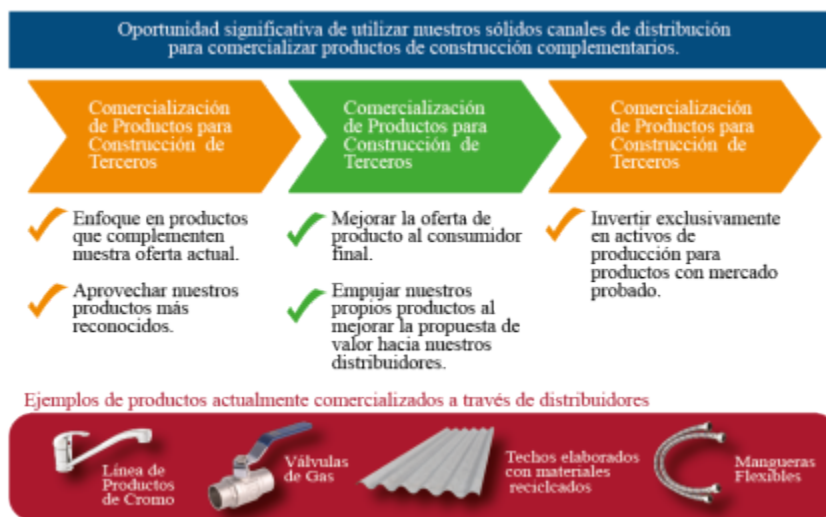 Oportunidad significativa de utilizar nuestros sólidos canales de distribución
para comercializar productos de construcción complementarios.
Comercialización
de Productos para
Construcción de
Terceros
Enfoque en productos
que complementen
nuestra oferta actual.
Aprovechar nuestros
productos más
reconocidos.
Comercialización
de Productos para
Construcción de
Terceros
Mejorar la oferta de
producto al consumidor
final.
Empujar nuestros
propios productos al
mejorar la propuesta de
valor hacia nuestros
distribuidores.
Comercialización
de Productos para
Construcción de
Terceros
Invertir exclusivamente
en activos de
producción para
productos con mercado
probado.
Ejemplos de productos actualmente comercializados a través de distribuidores
Línea de
Productos
de Cromo
Válvulas
de Gas
Techos elaborados
con materiales
reciclcados
Mangueras
Flexibles